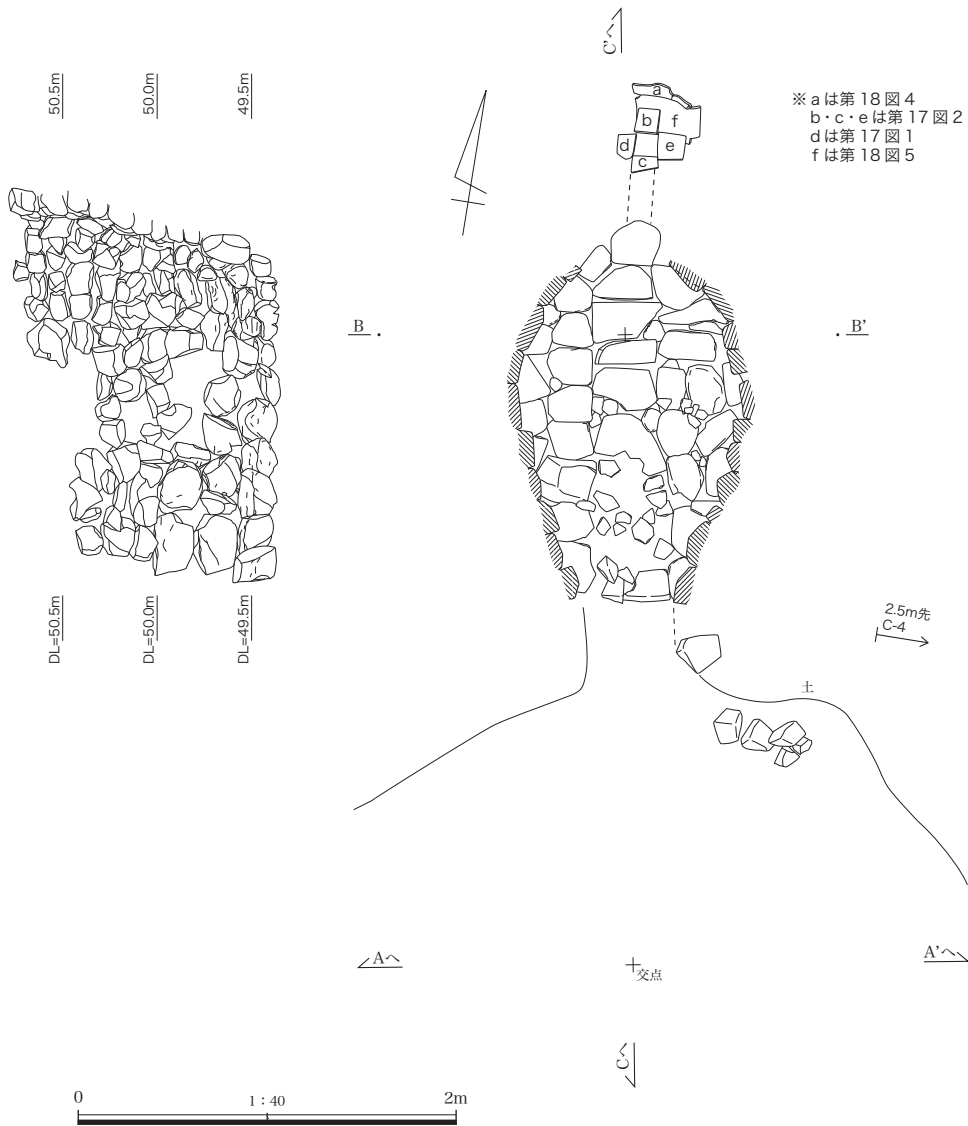 C'へ
50.5m
50.0m
49.5m
※aは第18図4
b・c・eは第17図2
dは第17図1
fは第18図5
a
b
f
d
e
c
B
B'
DL=50.5m
DL=50.0m
DL=49.5m
2.5m先
C-4
土
Aへ
交点
A'へ
Cへ
0
1:40
2m